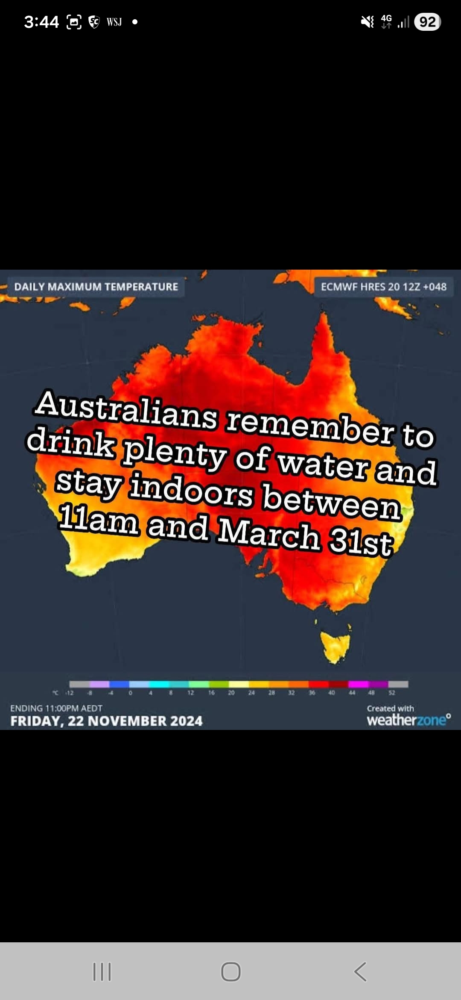 3:44 SC WSJ 4G 92
DAILY MAXIMUM TEMPERATURE
ECMWF HRES 20 12Z +048
Australians remember to
drink plenty of water and
stay indoors between
11am and March 31st
°C -12 -8 -4 0 4 8 12 16 20 24 28 32 36 40 44 48 52
ENDING 11:00PM AEDT
FRIDAY, 22 NOVEMBER 2024
Created with
weatherzone°